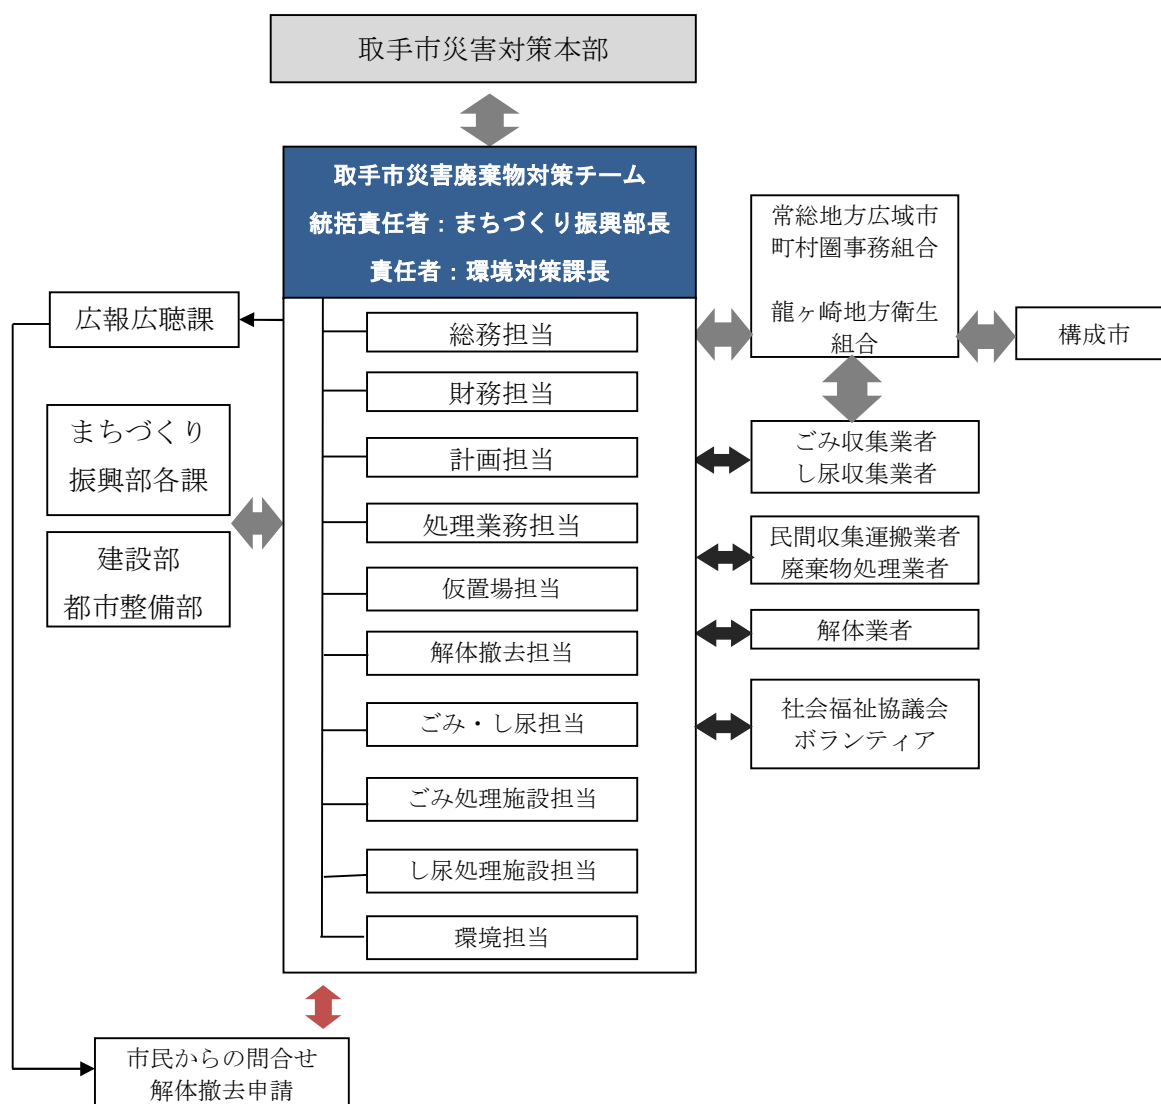 取手市災害対策本部
取手市災害廃棄物対策チーム
統括責任者：まちづくり振興部長
責任者：環境対策課長
広報広聴課
まちづくり
振興部各課
建設部
都市整備部
総務担当
財務担当
計画担当
処理業務担当
仮置場担当
解体撤去担当
ごみ・し尿担当
ごみ処理施設担当
し尿処理施設担当
環境担当
常総地方広域市
町村圏事務組合
龍ヶ崎地方衛生
組合
構成市
ごみ収集業者
し尿収集業者
民間収集運搬業者
廃棄物処理業者
解体業者
社会福祉協議会
ボランティア
市民からの問合せ
解体撤去申請